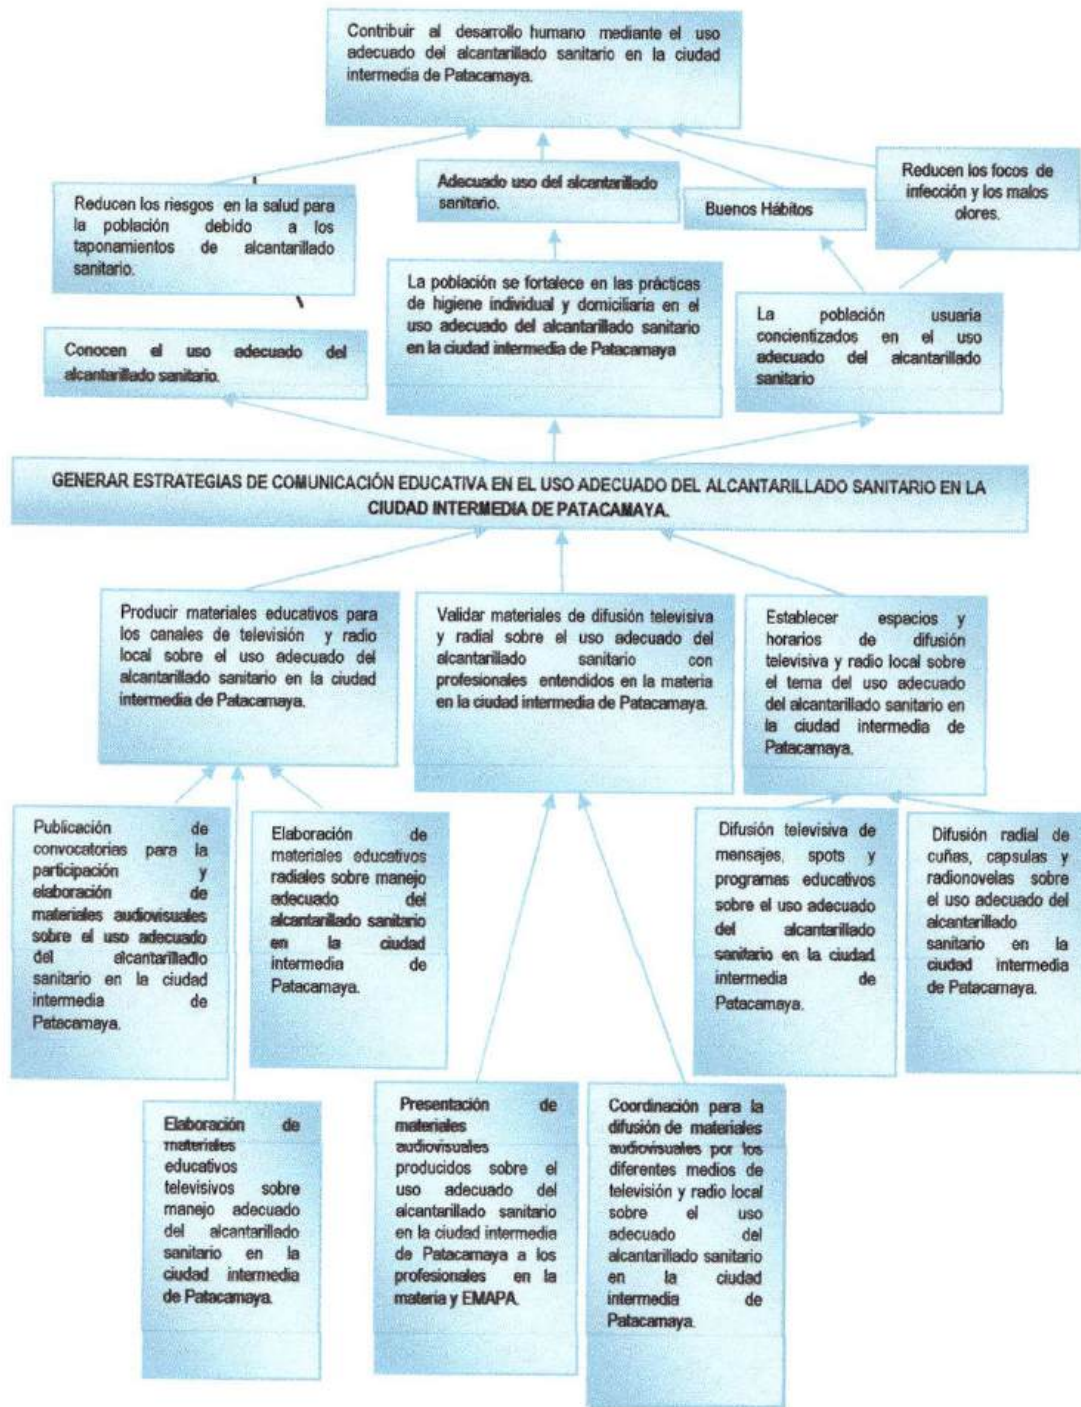 Contribuir al desarrollo humano mediante el uso
adecuado del alcantarillado sanitario en la ciudad
intermedia de Patacamaya.
Reducen los riesgos en la salud para
la población debido a los
taponamientos de alcantarillado
sanitario.
Adecuado uso del alcantarillado
sanitario.
Buenos Hábitos
Reducen los focos de
infección y los malos
olores.
Conocen el uso adecuado del
alcantarillado sanitario.
La población se fortalece en las prácticas
de higiene individual y domiciliaria en el
uso adecuado del alcantarillado sanitario
en la ciudad intermedia de Patacamaya
La población usuaria
concientizados en el uso
adecuado del alcantarillado
sanitario
GENERAR ESTRATEGIAS DE COMUNICACIÓN EDUCATIVA EN EL USO ADECUADO DEL ALCANTARILLADO SANITARIO EN LA
CIUDAD INTERMEDIA DE PATACAMAYA.
Producir materiales educativos para
los canales de televisión y radio
local sobre el uso adecuado del
alcantarillado sanitario en la ciudad
intermedia de Patacamaya.
Validar materiales de difusión televisiva
y radial sobre el uso adecuado del
alcantarillado sanitario con
profesionales entendidos en la materia
en la ciudad intermedia de Patacamaya.
Establecer espacios y
horarios de difusión
televisiva y radio local sobre
el tema del uso adecuado
del alcantarillado sanitario en
la ciudad intermedia de
Patacamaya.
Publicación de
convocatorias para la
participación y
elaboración de
materiales audiovisuales
sobre el uso adecuado
del alcantarilladlo
sanitario en la ciudad
intermedia de
Patacamaya.
Elaboración de
materiales educativos
radiales sobre manejo
adecuado del
alcantarillado sanitario
en la ciudad
intermedia de
Patacamaya.
Difusión televisiva de
mensajes, spots y
programas educativos
sobre el uso adecuado
del alcantarillado
sanitario en la ciudad
intermedia de
Patacamaya.
Difusión radial de
cuñas, capsulas y
radionovelas sobre
el uso adecuado del
alcantarillado
sanitario en la
ciudad intermedia
de Patacamaya.
Elaboración de
materiales
educativos
televisivos sobre
manejo adecuado
del alcantarillado
sanitario en la
ciudad intermedia
de Patacamaya.
Presentación de
materiales
audiovisuales
producidos sobre el
uso adecuado del
alcantarillado sanitario
en la ciudad intermedia
de Patacamaya a los
profesionales en la
materia y EMAPA.
Coordinación para la
difusión de materiales
audiovisuales por los
diferentes medios de
televisión y radio local
sobre el uso
adecuado del
alcantarillado sanitario
en la ciudad
intermedia de
Patacamaya.